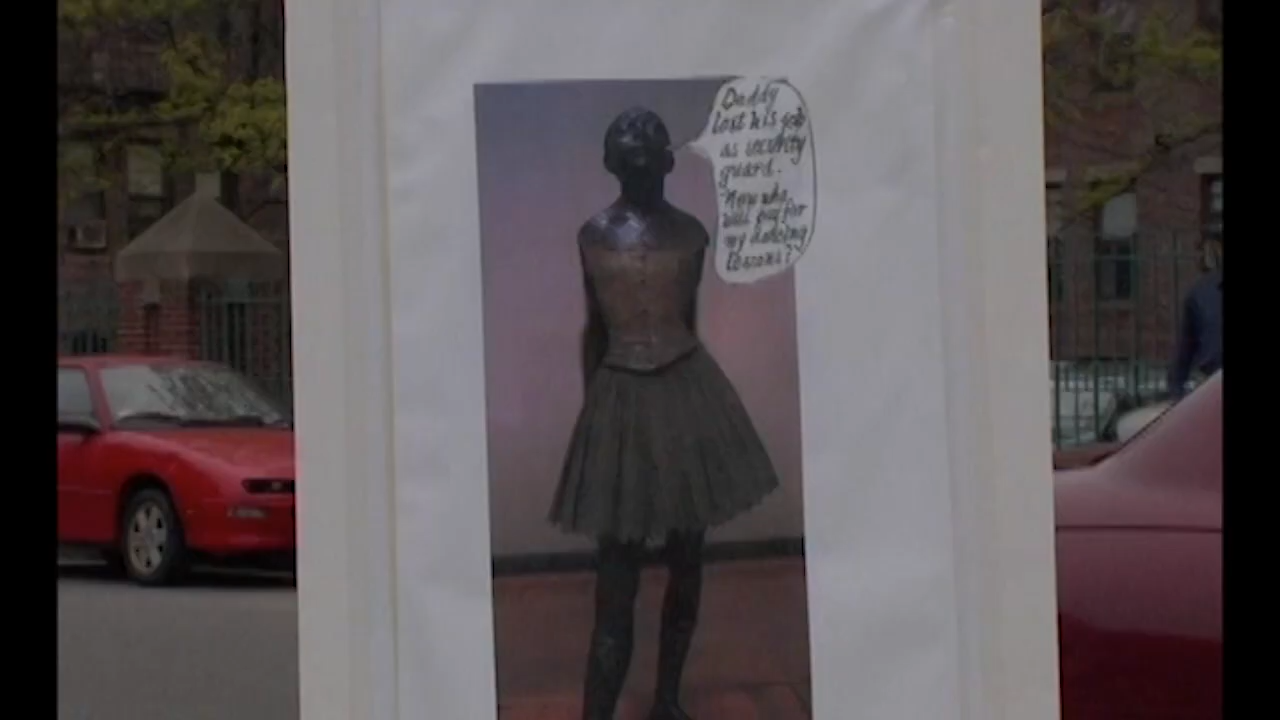 Daddy
lost his job
as security
guard.
Now who
will pay for
my dancing
lessons?